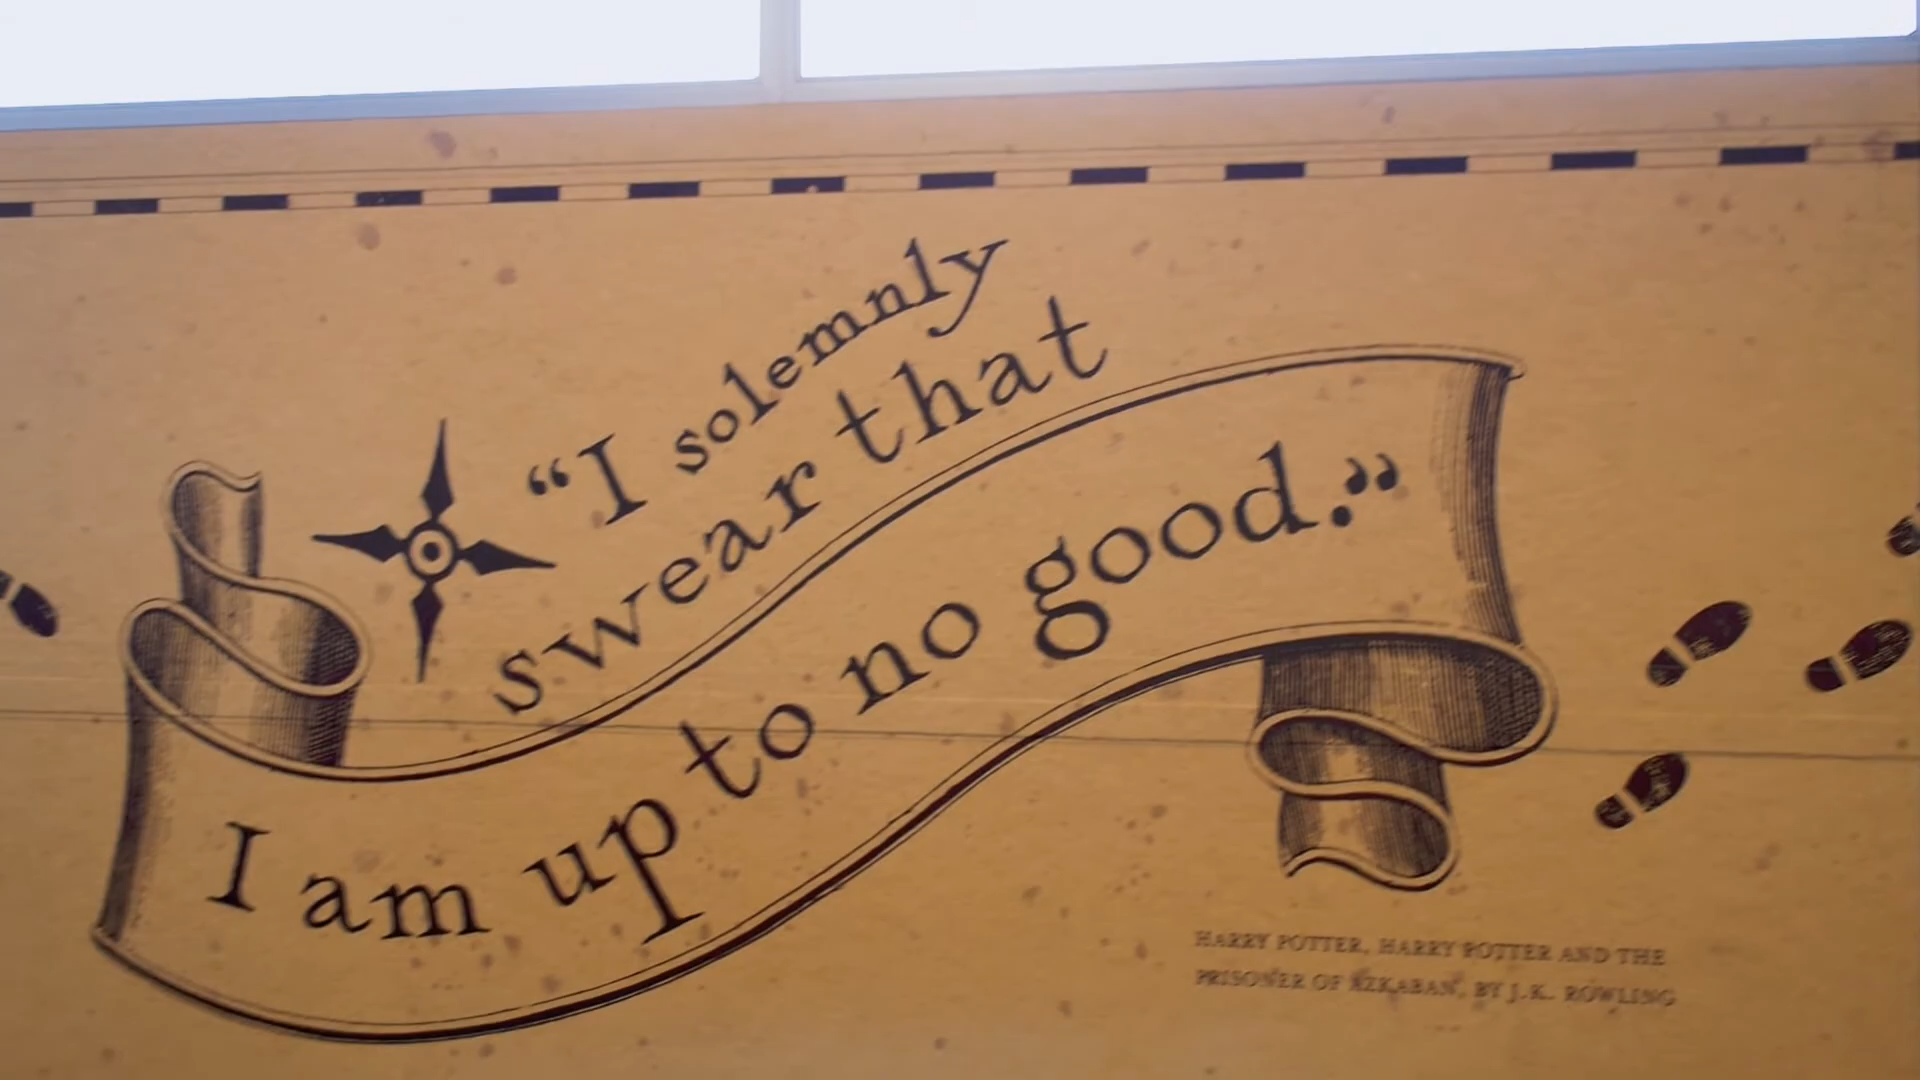 “I solemnly
swear that
I am up to no good.”
HARRY POTTER, HARRY POTTER AND THE
PRISONER OF AZKABAN, BY J.K. ROWLING